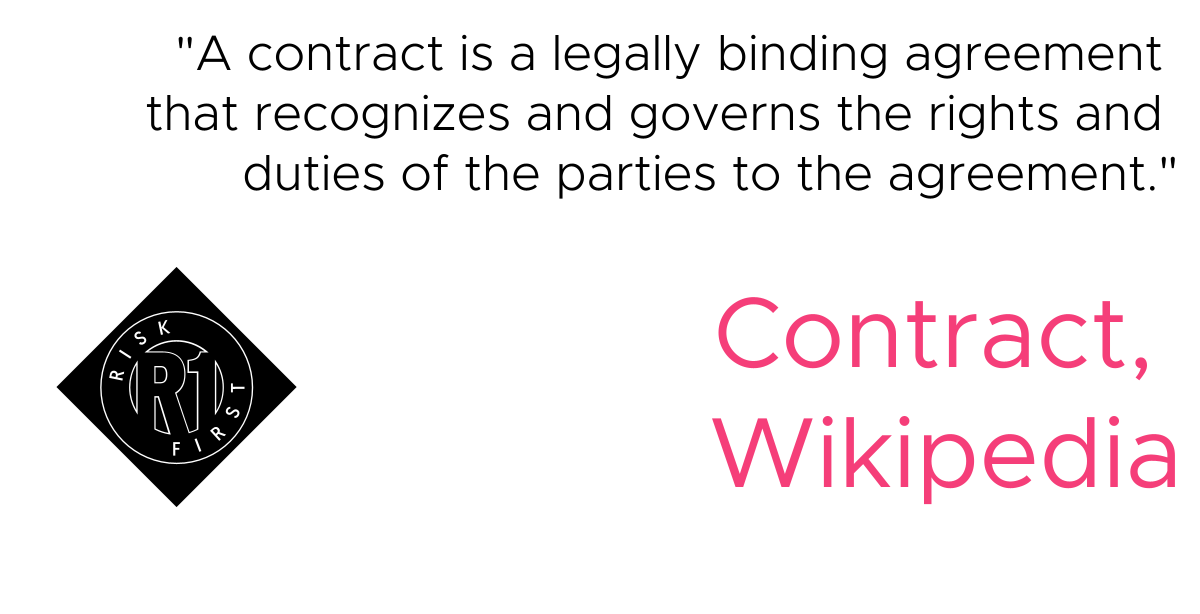 "A contract is a legally binding agreement
that recognizes and governs the rights and
duties of the parties to the agreement."
RISK
R1
FIRST
Contract,
Wikipedia